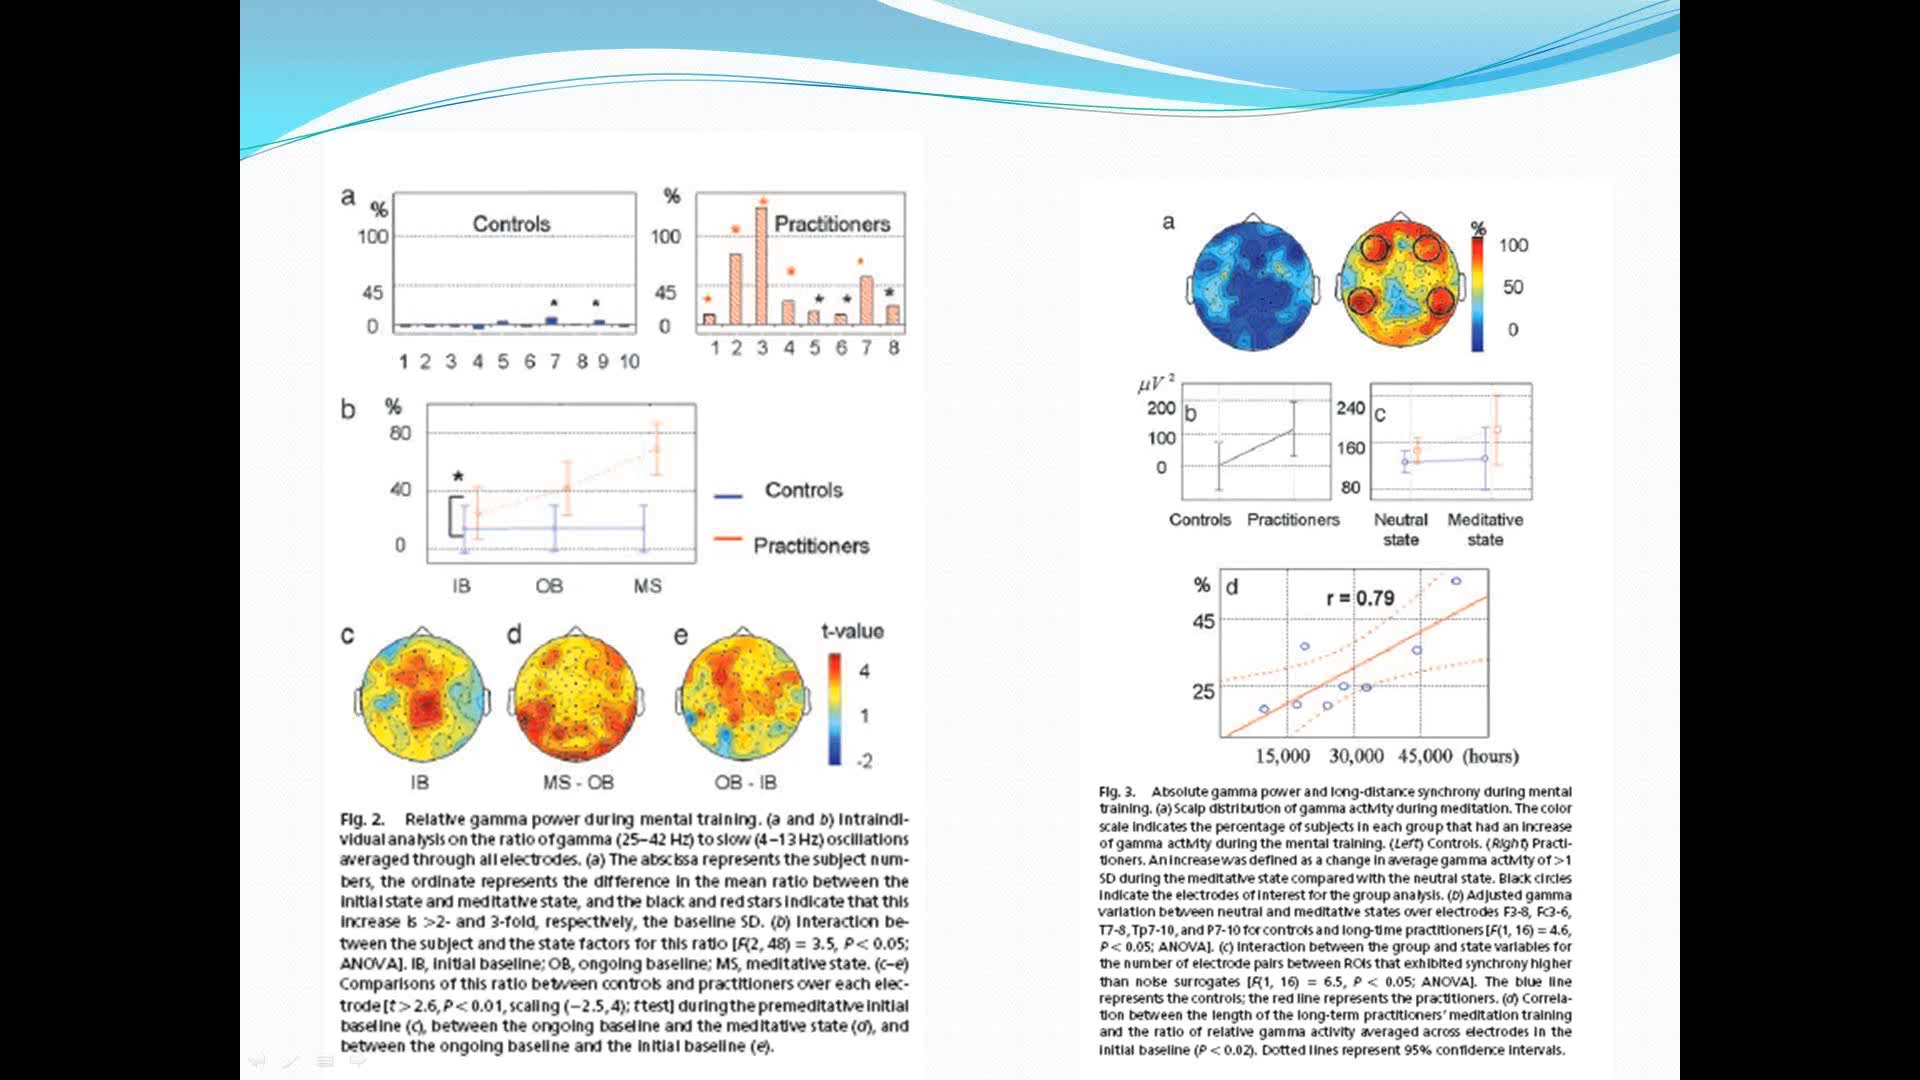 a
%
Controls
100
45
0
1 2 3 4 5 6 7 8 9 10
%
Practitioners
100
45
0
1 2 3 4 5 6 7 8
b
%
80
40
0
*
IB OB MS
Controls
Practitioners
c
d
e
t-value
4
1
-2
IB
MS - OB
OB - IB
Fig. 2. Relative gamma power during mental training. (a and b) Intraindi-
vidual analysis on the ratio of gamma (25–42 Hz) to slow (4–13 Hz) oscillations
averaged through all electrodes. (a) The abscissa represents the subject num-
bers, the ordinate represents the difference in the mean ratio between the
initial state and meditative state, and the black and red stars indicate that this
increase is >2- and 3-fold, respectively, the baseline SD. (b) Interaction be-
tween the subject and the state factors for this ratio [F(2, 48) = 3.5, P < 0.05;
ANOVA]. IB, initial baseline; OB, ongoing baseline; MS, meditative state. (c–e)
Comparisons of this ratio between controls and practitioners over each elec-
trode [t > 2.6, P < 0.01, scaling (−2.5, 4); t test] during the premeditative initial
baseline (c), between the ongoing baseline and the meditative state (d), and
between the ongoing baseline and the initial baseline (e).
a
%
100
50
0
µV 2
200
100
0
b
Controls Practitioners
240
160
80
c
Neutral state
Meditative state
%
d
r = 0.79
45
25
15,000 30,000 45,000 (hours)
Fig. 3. Absolute gamma power and long-distance synchrony during mental
training. (a) Scalp distribution of gamma activity during meditation. The color
scale indicates the percentage of subjects in each group that had an increase
of gamma activity during the mental training. (Left) Controls. (Right) Practi-
tioners. An increase was defined as a change in average gamma activity of >1
SD during the meditative state compared with the neutral state. Black circles
indicate the electrodes of interest for the group analysis. (b) Adjusted gamma
variation between neutral and meditative states over electrodes F3-8, Fc3-6,
T7-8, Tp7-10, and P7-10 for controls and long-time practitioners [F(1, 16) = 4.6,
P < 0.05; ANOVA]. (c) Interaction between the group and state variables for
the number of electrode pairs between ROIs that exhibited synchrony higher
than noise surrogates [F(1, 16) = 6.5, P < 0.05; ANOVA]. The blue line
represents the controls; the red line represents the practitioners. (d) Correla-
tion between the length of the long-term practitioners' meditation training
and the ratio of relative gamma activity averaged across electrodes in the
initial baseline (P < 0.02). Dotted lines represent 95% confidence intervals.